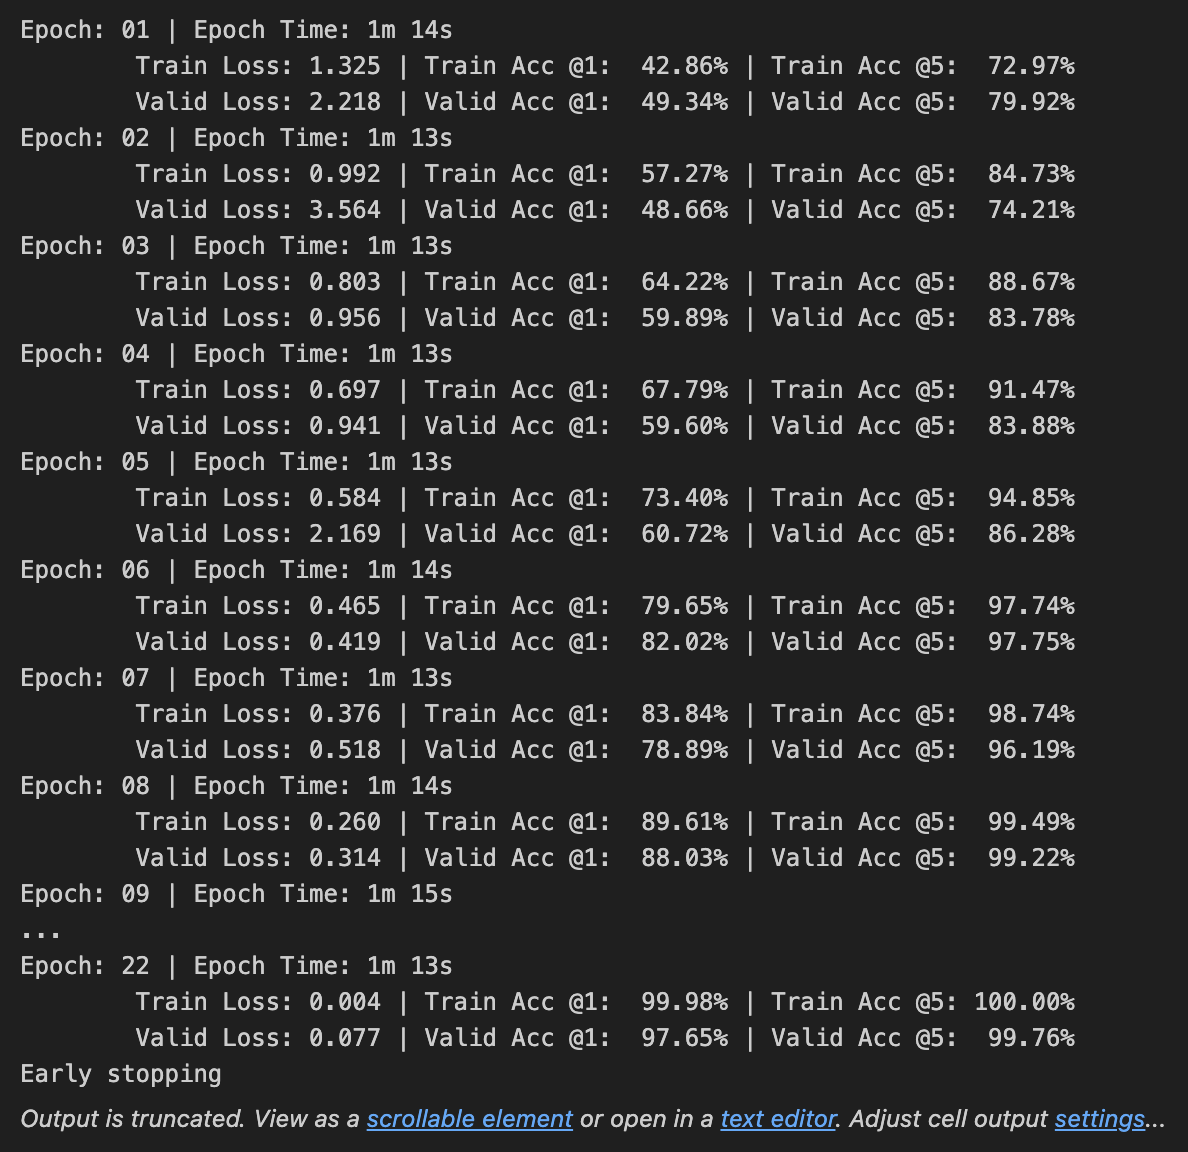 Epoch: 01 | Epoch Time: 1m 14s
Train Loss: 1.325 | Train Acc @1: 42.86% | Train Acc @5: 72.97%
Valid Loss: 2.218 | Valid Acc @1: 49.34% | Valid Acc @5: 79.92%
Epoch: 02 | Epoch Time: 1m 13s
Train Loss: 0.992 | Train Acc @1: 57.27% | Train Acc @5: 84.73%
Valid Loss: 3.564 | Valid Acc @1: 48.66% | Valid Acc @5: 74.21%
Epoch: 03 | Epoch Time: 1m 13s
Train Loss: 0.803 | Train Acc @1: 64.22% | Train Acc @5: 88.67%
Valid Loss: 0.956 | Valid Acc @1: 59.89% | Valid Acc @5: 83.78%
Epoch: 04 | Epoch Time: 1m 13s
Train Loss: 0.697 | Train Acc @1: 67.79% | Train Acc @5: 91.47%
Valid Loss: 0.941 | Valid Acc @1: 59.60% | Valid Acc @5: 83.88%
Epoch: 05 | Epoch Time: 1m 13s
Train Loss: 0.584 | Train Acc @1: 73.40% | Train Acc @5: 94.85%
Valid Loss: 2.169 | Valid Acc @1: 60.72% | Valid Acc @5: 86.28%
Epoch: 06 | Epoch Time: 1m 14s
Train Loss: 0.465 | Train Acc @1: 79.65% | Train Acc @5: 97.74%
Valid Loss: 0.419 | Valid Acc @1: 82.02% | Valid Acc @5: 97.75%
Epoch: 07 | Epoch Time: 1m 13s
Train Loss: 0.376 | Train Acc @1: 83.84% | Train Acc @5: 98.74%
Valid Loss: 0.518 | Valid Acc @1: 78.89% | Valid Acc @5: 96.19%
Epoch: 08 | Epoch Time: 1m 14s
Train Loss: 0.260 | Train Acc @1: 89.61% | Train Acc @5: 99.49%
Valid Loss: 0.314 | Valid Acc @1: 88.03% | Valid Acc @5: 99.22%
Epoch: 09 | Epoch Time: 1m 15s
...
Epoch: 22 | Epoch Time: 1m 13s
Train Loss: 0.004 | Train Acc @1: 99.98% | Train Acc @5: 100.00%
Valid Loss: 0.077 | Valid Acc @1: 97.65% | Valid Acc @5: 99.76%
Early stopping
Output is truncated. View as a scrollable element or open in a text editor. Adjust cell output settings...